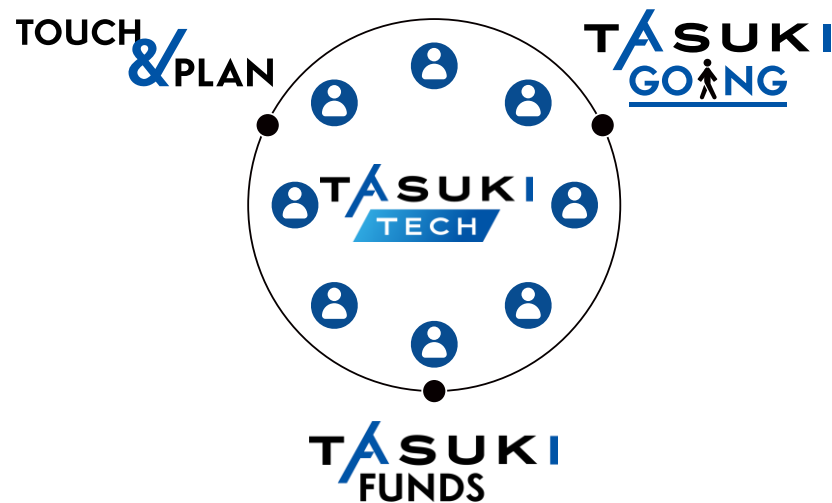 TOUCH
&PLAN
TASUKI
GOING
TASUKI
TECH
TASUKI
FUNDS